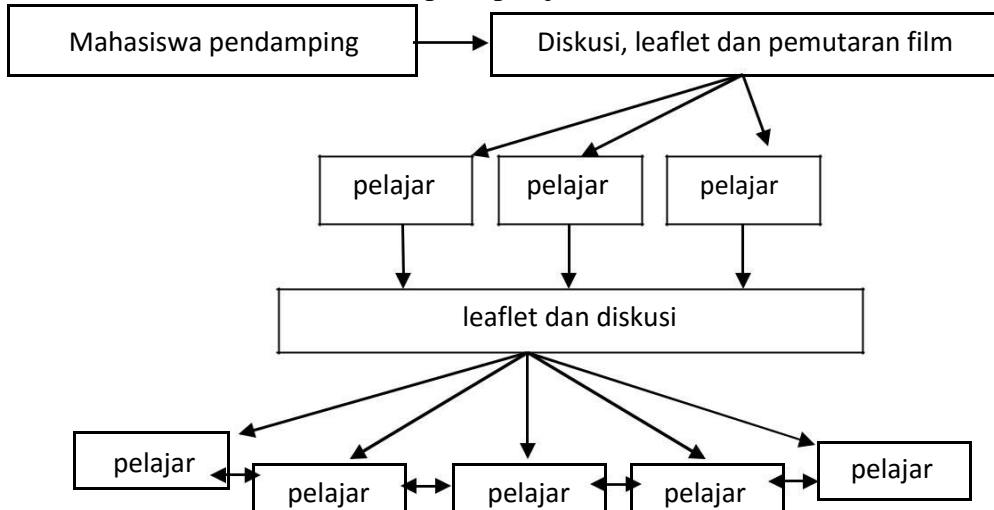 Mahasiswa pendamping
Diskusi, leaflet dan pemutaran film
pelajar
pelajar
pelajar
leaflet dan diskusi
pelajar
pelajar
pelajar
pelajar
pelajar